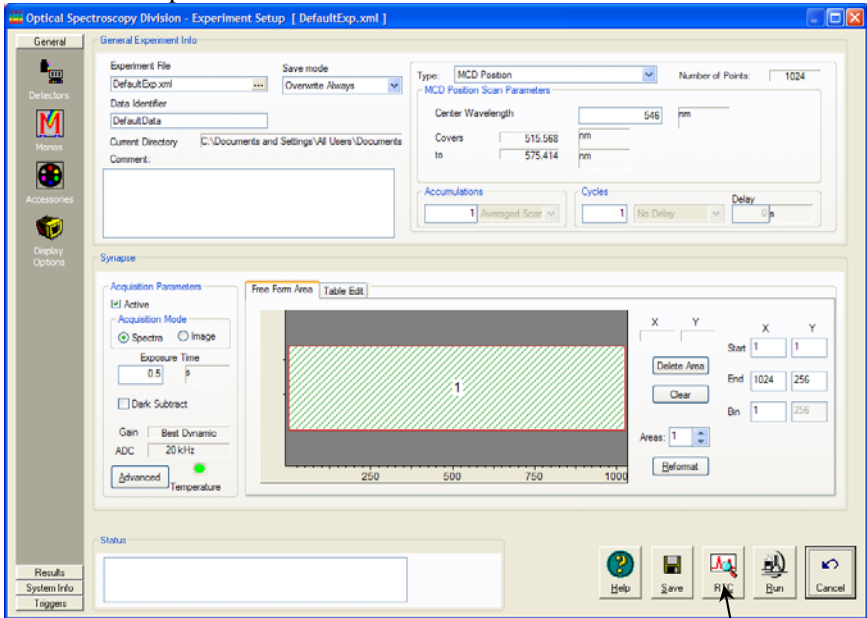 Optical Spectroscopy Division - Experiment Setup [ DefaultExp.xml ]
General
Detectors
Monos
Accessories
Display
Options
Results
System Info
Triggers
General Experiment Info
Experiment File
DefaultExp.xml
...
Save mode
Overwrite Always
Data Identifier
DefaultData
Current Directory
C:\Documents and Settings\All Users\Documents
Comment:
Type:
MCD Position
Number of Points:
1024
MCD Position Scan Parameters
Center Wavelength
546
nm
Covers
515.568
nm
to
575.414
nm
Accumulations
1
Averaged Scan
Cycles
1
No Delay
Delay
0
s
Synapse
Acquisition Parameters
Active
Acquisition Mode
Spectra
Image
Exposure Time
0.5
s
Dark Subtract
Gain
Best Dynamic
ADC
20 kHz
Advanced
Temperature
Free Form Area
Table Edit
1
250
500
750
1000
X Y
Delete Area
Clear
Areas:
1
Reformat
X Y
Start 1 1
End 1024 256
Bin 1 256
Status
Help
Save
RTC
Run
Cancel